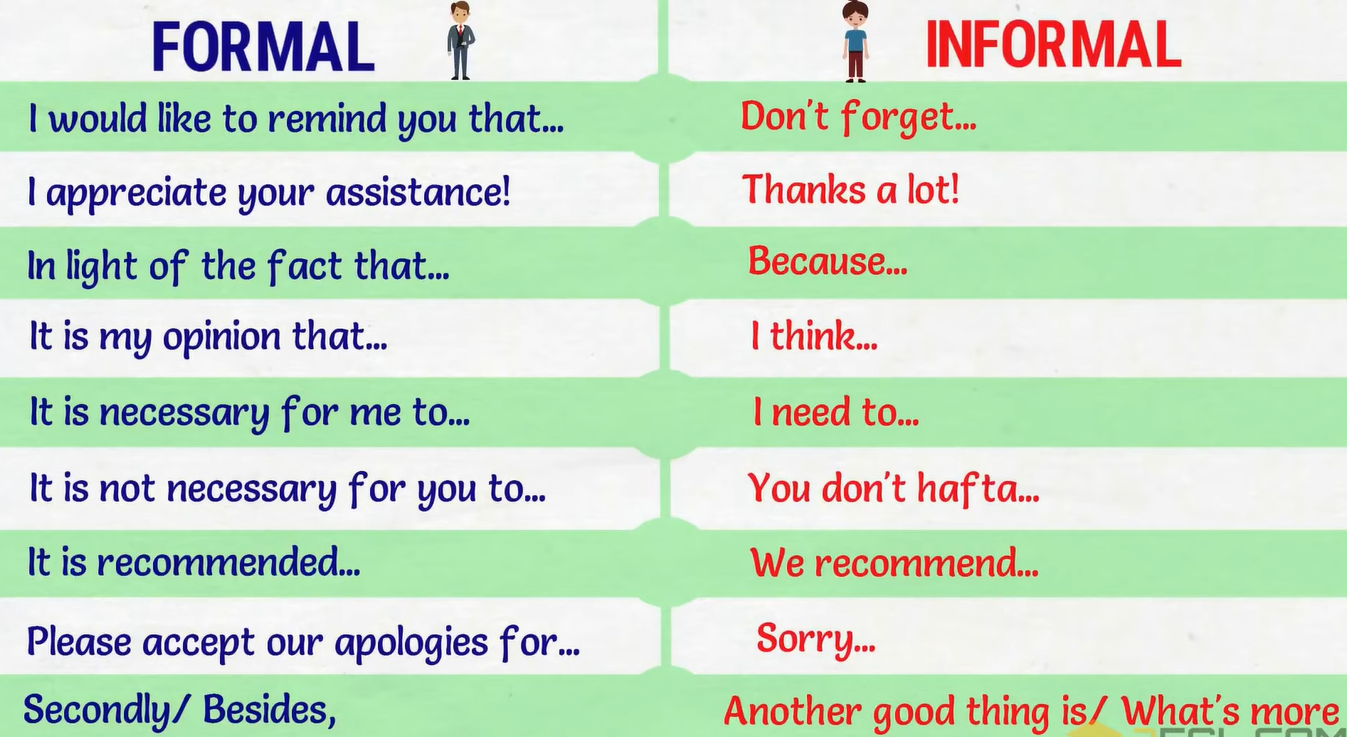 FORMAL INFORMAL
I would like to remind you that... Don't forget...
I appreciate your assistance! Thanks a lot!
In light of the fact that... Because...
It is my opinion that... I think...
It is necessary for me to... I need to...
It is not necessary for you to... You don't hafta...
It is recommended... We recommend...
Please accept our apologies for... Sorry...
Secondly/ Besides, Another good thing is/ What's more